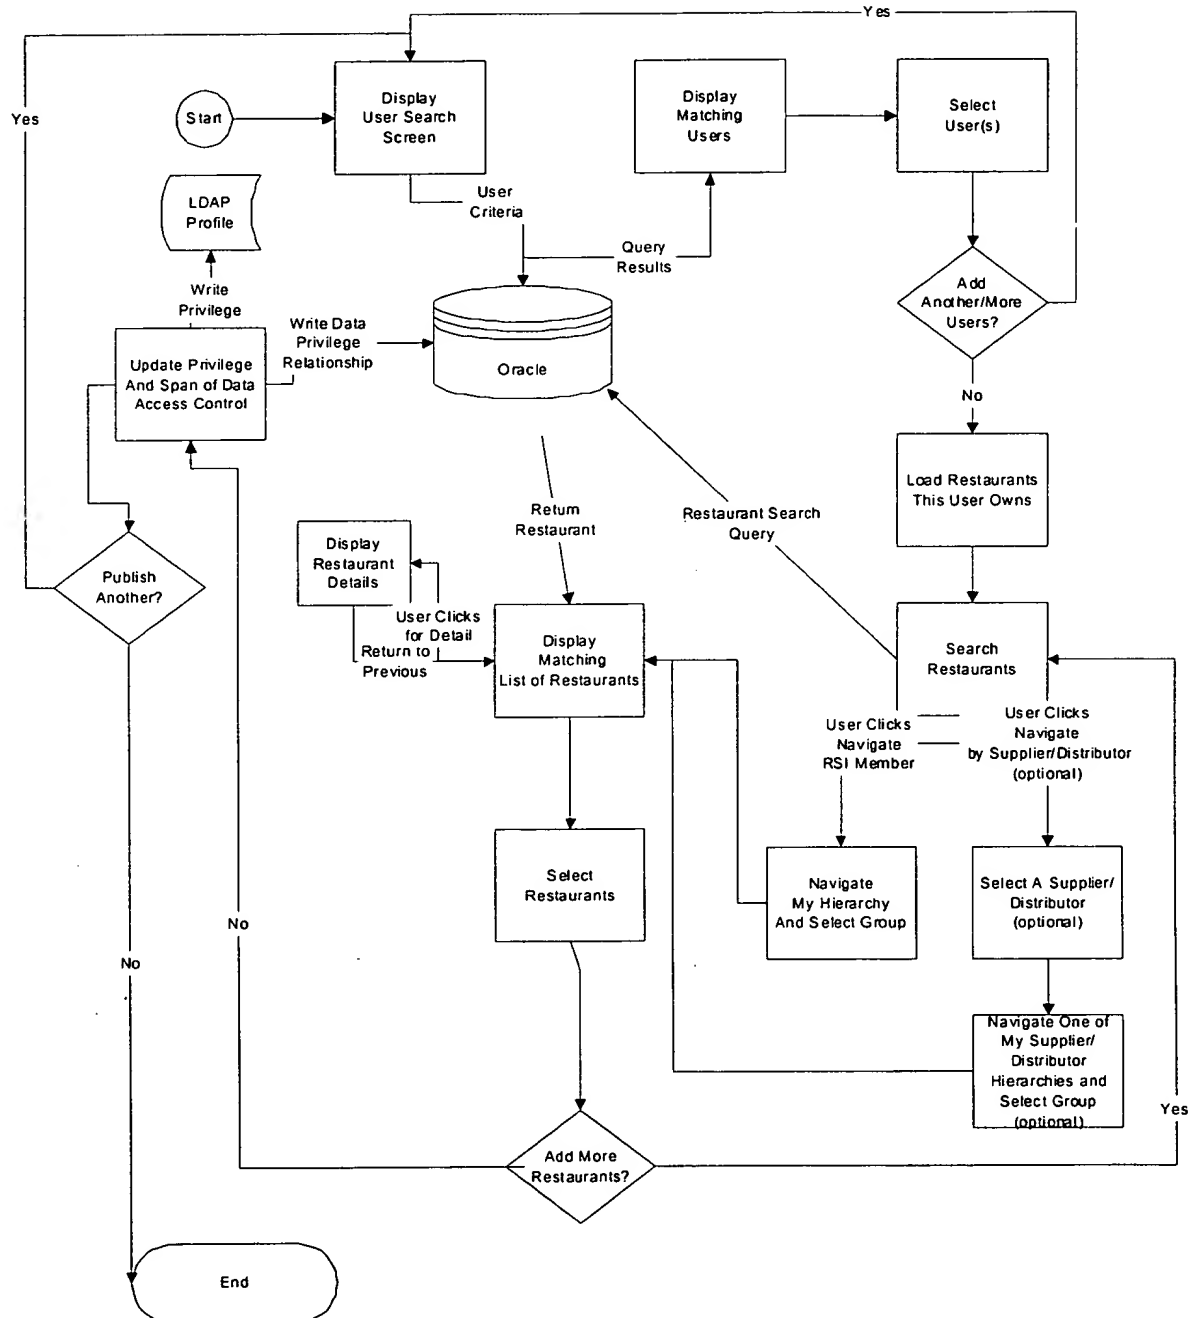 Yes
Yes
Start
Display
User Search
Screen
Display
Matching
Users
Select
User(s)
LDAP
Profile
User
Criteria
Query
Results
Add
Another/More
Users?
Write
Privilege
Write Data
Privilege
Relationship
Update Privilege
And Span of Data
Access Control
Oracle
No
Load Restaurants
This User Owns
Return
Restaurant
Restaurant Search
Query
Display
Restaurant
Details
Publish
Another?
User Clicks
for Detail
Return to
Previous
Display
Matching
List of Restaurants
Search
Restaurants
User Clicks
Navigate
RSI Member
User Clicks
Navigate
by Supplier/Distributor
(optional)
Select
Restaurants
Navigate
My Hierarchy
And Select Group
Select A Supplier/
Distributor
(optional)
No
No
Navigate One of
My Supplier/
Distributor
Hierarchies and
Select Group
(optional)
Yes
Add More
Restaurants?
End